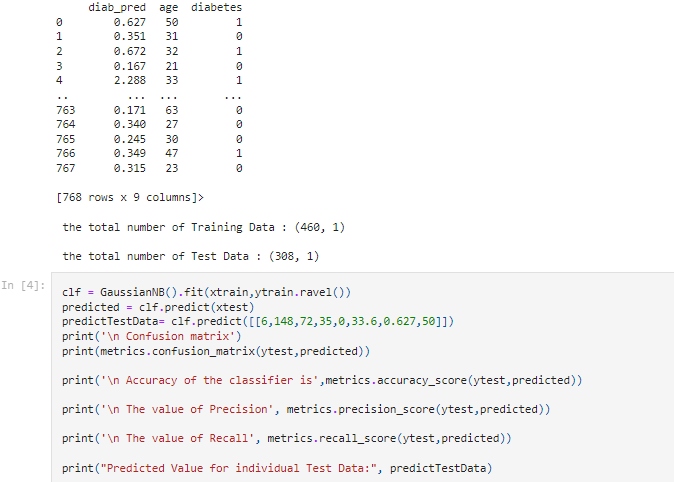 diab_pred age diabetes
0 0.627 50 1
1 0.351 31 0
2 0.672 32 1
3 0.167 21 0
4 2.288 33 1
.. ... ... ...
763 0.171 63 0
764 0.340 27 0
765 0.245 30 0
766 0.349 47 1
767 0.315 23 0
[768 rows x 9 columns]>
the total number of Training Data : (460, 1)
the total number of Test Data : (308, 1)
In [4]:
clf = GaussianNB().fit(xtrain,ytrain.ravel())
predicted = clf.predict(xtest)
predictTestData= clf.predict([[6,148,72,35,0,33.6,0.627,50]])
print('\n Confusion matrix')
print(metrics.confusion_matrix(ytest,predicted))
print('\n Accuracy of the classifier is',metrics.accuracy_score(ytest,predicted))
print('\n The value of Precision', metrics.precision_score(ytest,predicted))
print('\n The value of Recall', metrics.recall_score(ytest,predicted))
print("Predicted Value for individual Test Data:", predictTestData)